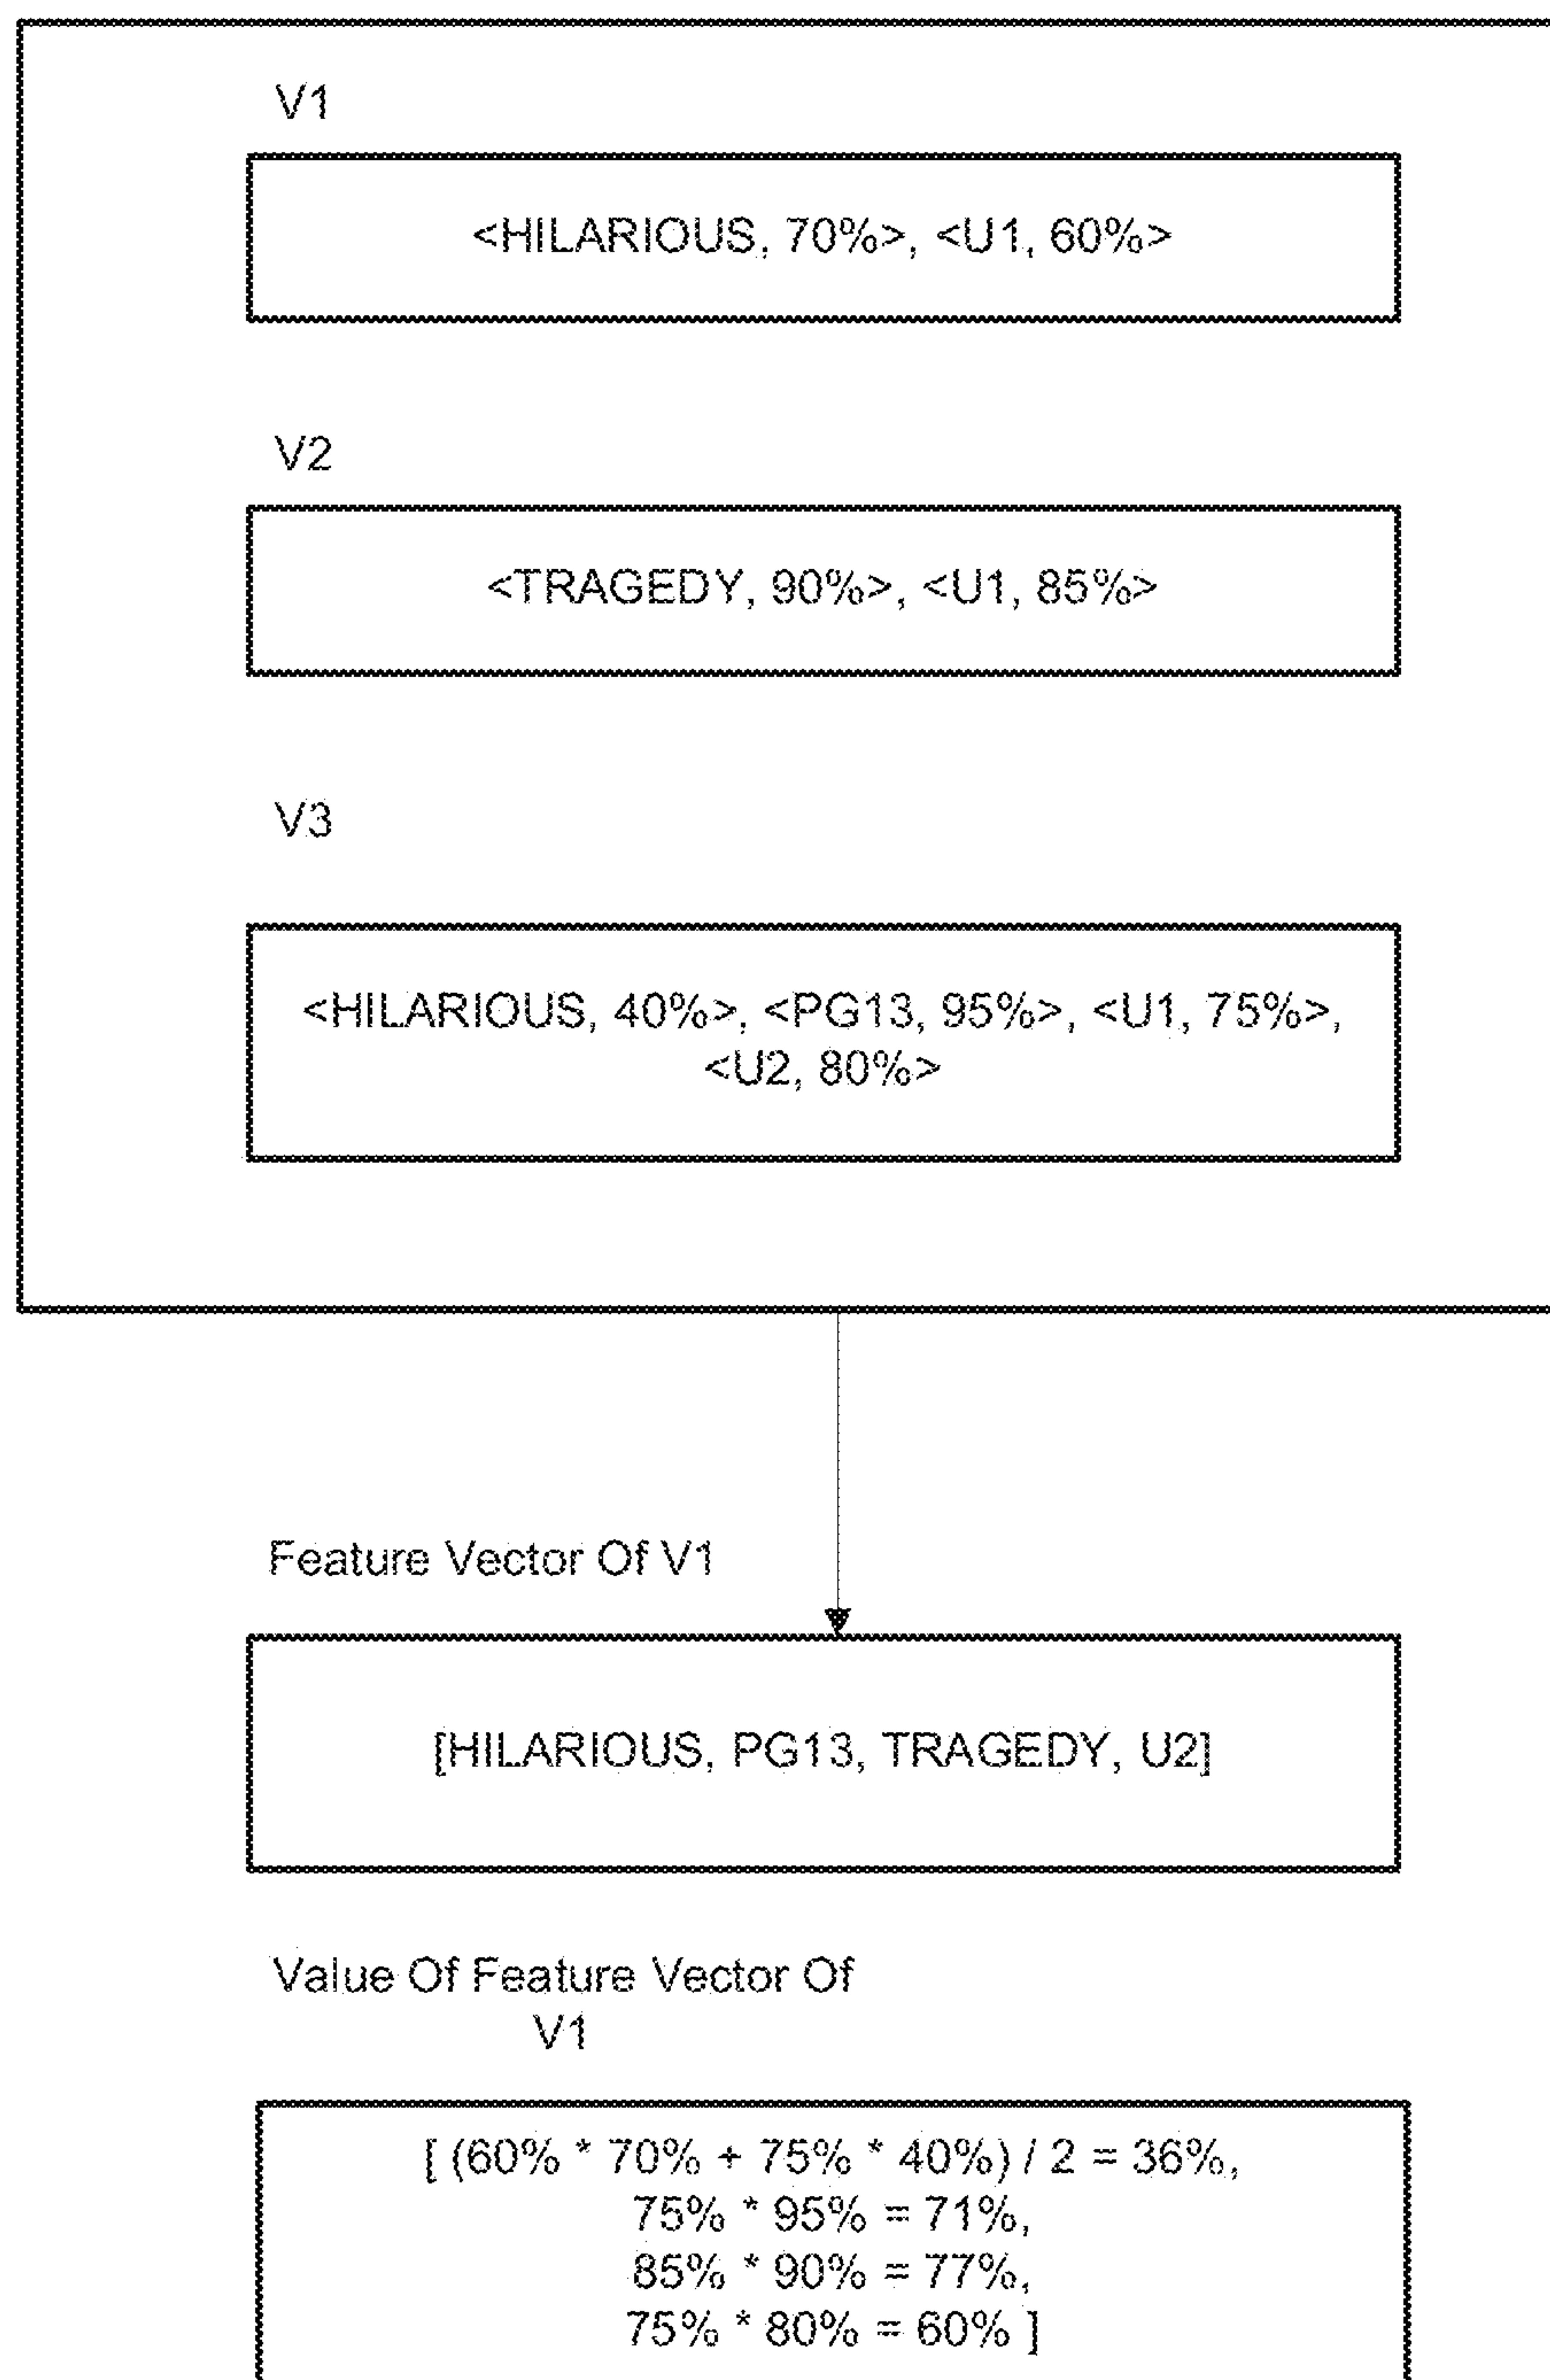 V1
<HILARIOUS, 70%>, <U1, 60%>
V2
<TRAGEDY, 90%>, <U1, 85%>
V3
<HILARIOUS, 40%>, <PG13, 95%>, <U1, 75%>,
<U2, 80%>
Feature Vector Of V1
[HILARIOUS, PG13, TRAGEDY, U2]
Value Of Feature Vector Of
V1
[ (60% * 70% + 75% * 40%) / 2 = 36%,
75% * 95% = 71%,
85% * 90% = 77%,
75% * 80% = 60% ]